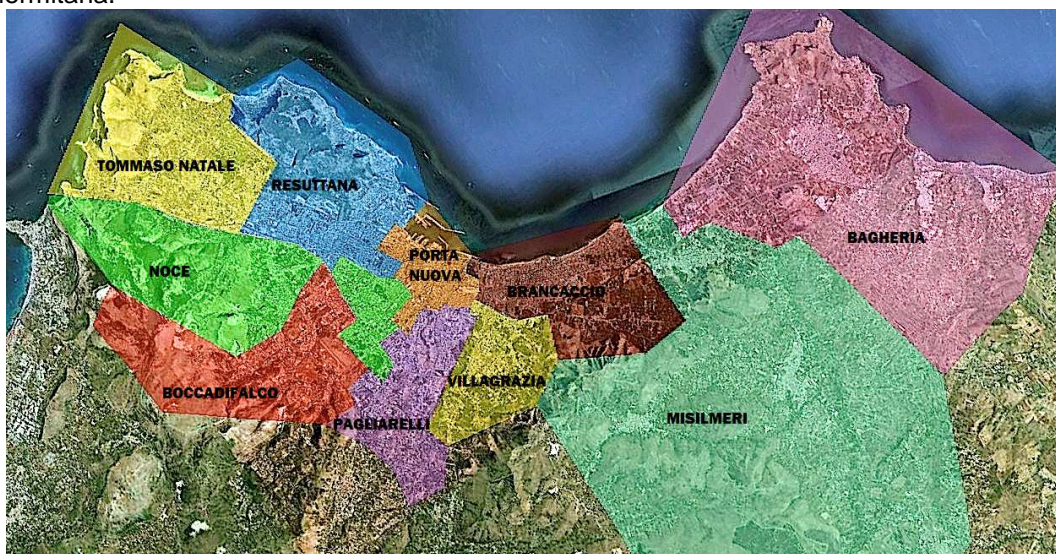 TOMMASO NATALE
RESUTTANA
BAGHERIA
PORTA
NUOVA
NOCE
BRANCACCIO
BOCCADIFALCO
VILLAGRAZIA
PAGLIARELLI
MISILMERI